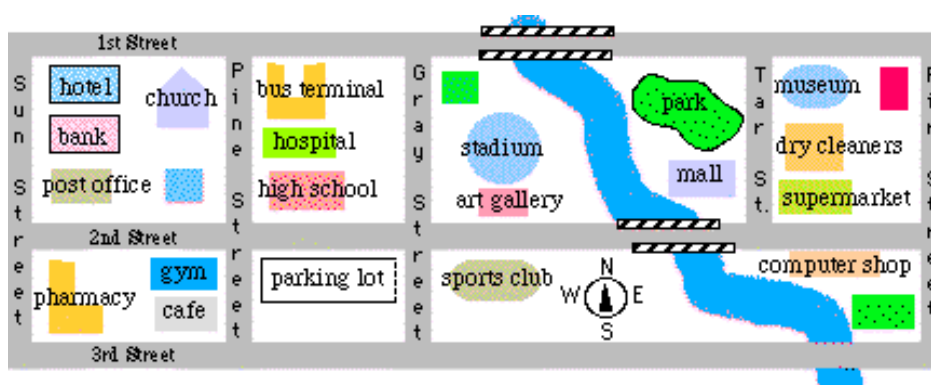 1st Street
Sun Street
hotel
church
bank
post office
Pine Street
bus terminal
hospital
high school
Gray Street
stadium
art gallery
park
mall
Tar St.
museum
dry cleaners
supermarket
Fir Street
2nd Street
pharmacy
gym
cafe
parking lot
sports club
N
W E
S
computer shop
3rd Street